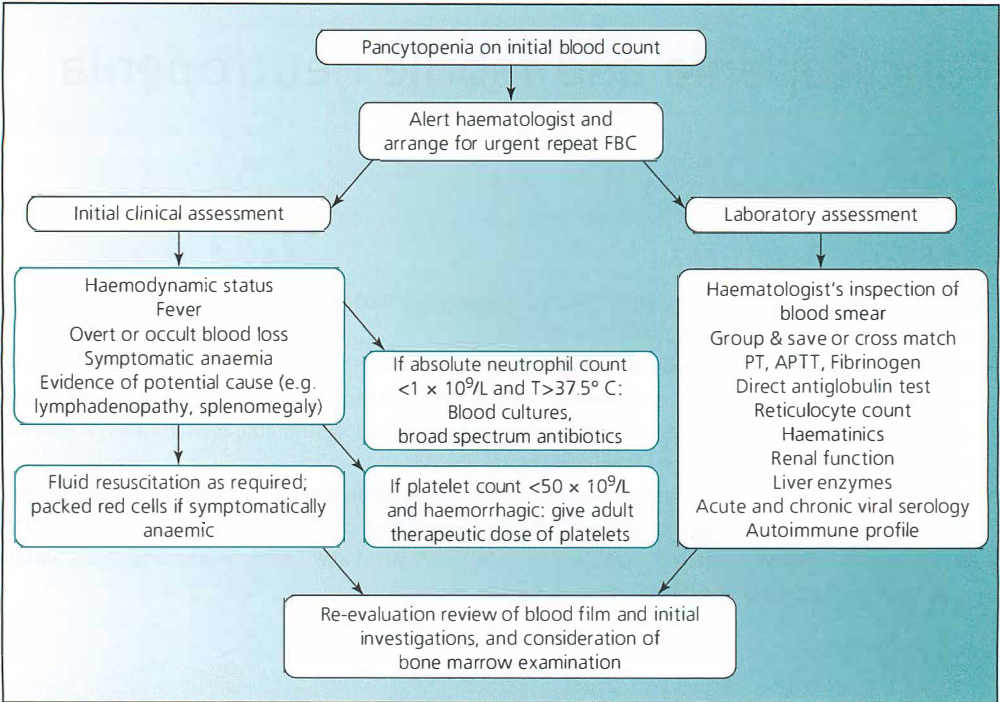 Pancytopenia on initial blood count
Alert haematologist and
arrange for urgent repeat FBC
Initial clinical assessment
Laboratory assessment
Haemodynamic status
Fever
Overt or occult blood loss
Symptomatic anaemia
Evidence of potential cause (e.g.
lymphadenopathy, splenomegaly)
If absolute neutrophil count
<1 × 10⁹/L and T>37.5° C:
Blood cultures,
broad spectrum antibiotics
Fluid resuscitation as required;
packed red cells if symptomatically
anaemic
If platelet count <50 × 10⁹/L
and haemorrhagic: give adult
therapeutic dose of platelets
Haematologist's inspection of
blood smear
Group & save or cross match
PT, APTT, Fibrinogen
Direct antiglobulin test
Reticulocyte count
Haematinics
Renal function
Liver enzymes
Acute and chronic viral serology
Autoimmune profile
Re-evaluation review of blood film and initial
investigations, and consideration of
bone marrow examination